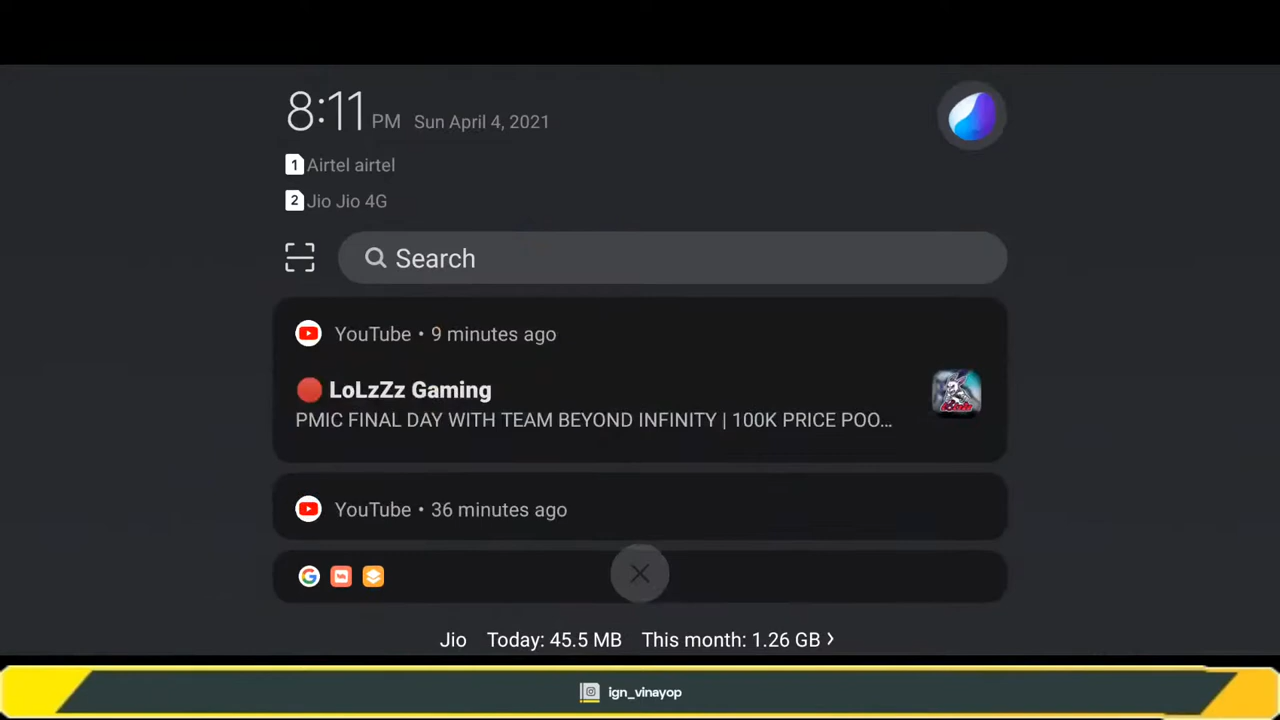 8:11 PM Sun April 4, 2021
1 Airtel airtel
2 Jio Jio 4G
Search
YouTube • 9 minutes ago
🔴 LoLzZz Gaming
PMIC FINAL DAY WITH TEAM BEYOND INFINITY | 100K PRICE POO...
YouTube • 36 minutes ago
Jio Today: 45.5 MB This month: 1.26 GB >
ign_vinayop